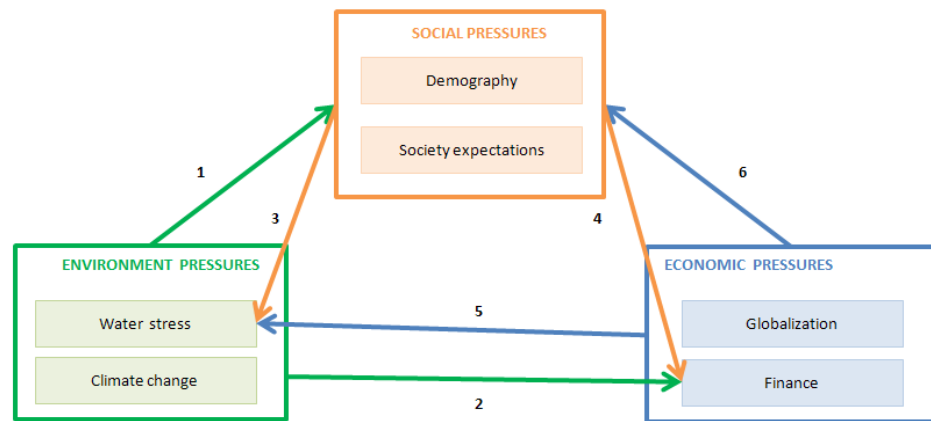 SOCIAL PRESSURES
Demography
Society expectations
1
6
3
4
ENVIRONMENT PRESSURES
Water stress
Climate change
5
2
ECONOMIC PRESSURES
Globalization
Finance